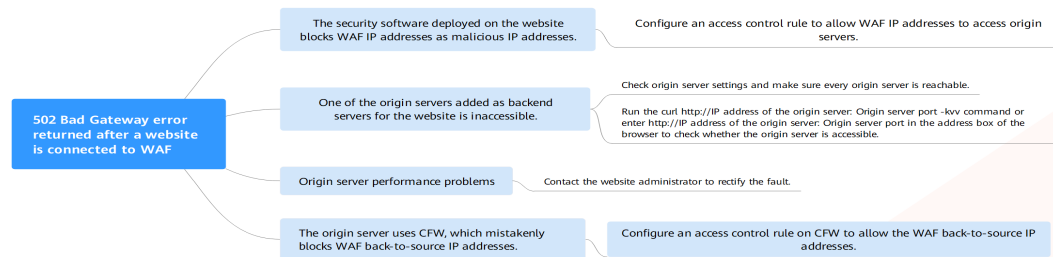 502 Bad Gateway error
returned after a website
is connected to WAF
The security software deployed on the website
blocks WAF IP addresses as malicious IP addresses.
Configure an access control rule to allow WAF IP addresses to access origin
servers.
One of the origin servers added as backend
servers for the website is inaccessible.
Check origin server settings and make sure every origin server is reachable.
Run the curl http://IP address of the origin server: Origin server port -kvv command or
enter http://IP address of the origin server: Origin server port in the address box of the
browser to check whether the origin server is accessible.
Origin server performance problems
Contact the website administrator to rectify the fault.
The origin server uses CFW, which mistakenly
blocks WAF back-to-source IP addresses.
Configure an access control rule on CFW to allow the WAF back-to-source IP
addresses.